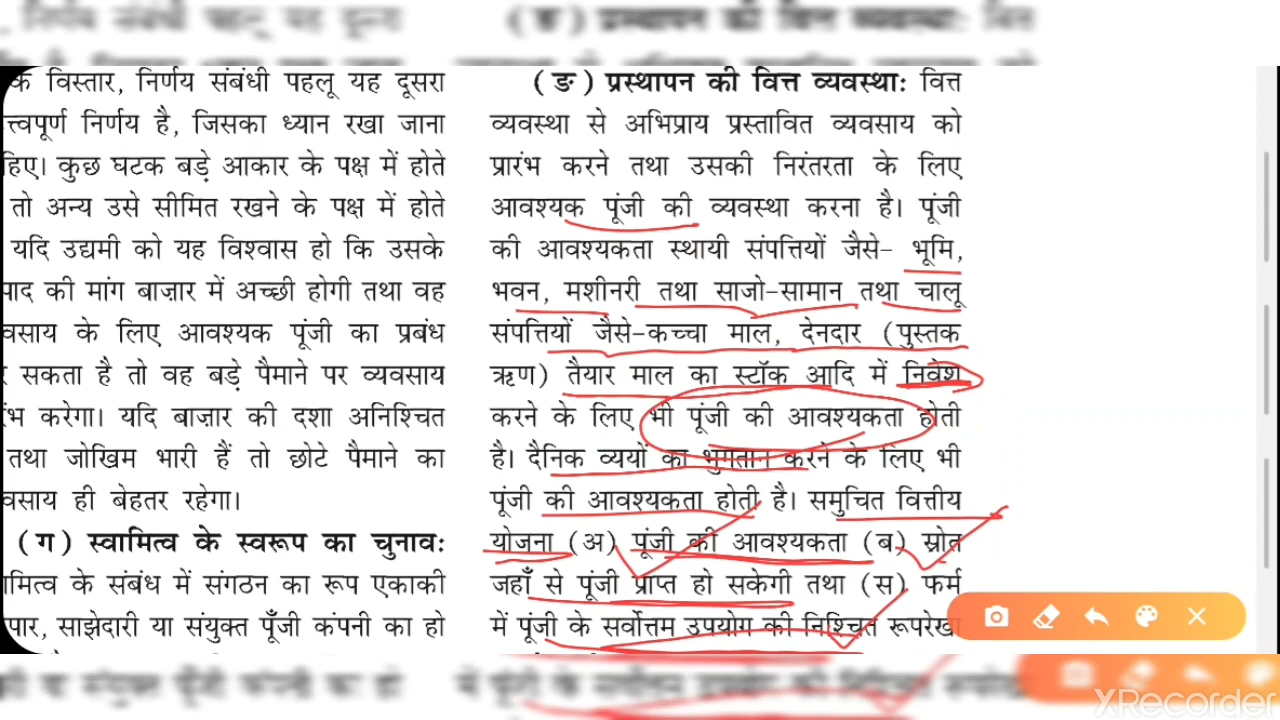 क विस्तार, निर्णय संबंधी पहलू यह दूसरा
त्त्वपूर्ण निर्णय है, जिसका ध्यान रखा जाना
हिए। कुछ घटक बड़े आकार के पक्ष में होते
तो अन्य उसे सीमित रखने के पक्ष में होते
यदि उद्यमी को यह विश्वास हो कि उसके
पाद की मांग बाज़ार में अच्छी होगी तथा वह
वसाय के लिए आवश्यक पूंजी का प्रबंध
र सकता है तो वह बड़े पैमाने पर व्यवसाय
रंभ करेगा। यदि बाज़ार की दशा अनिश्चित
तथा जोखिम भारी हैं तो छोटे पैमाने का
वसाय ही बेहतर रहेगा।
(ग) स्वामित्व के स्वरूप का चुनावः
ामित्व के संबंध में संगठन का रूप एकाकी
पार, साझेदारी या संयुक्त पूँजी कंपनी का हो
(ङ) प्रस्थापन की वित्त व्यवस्थाः वित्त
व्यवस्था से अभिप्राय प्रस्तावित व्यवसाय को
प्रारंभ करने तथा उसकी निरंतरता के लिए
आवश्यक पूंजी की व्यवस्था करना है। पूंजी
की आवश्यकता स्थायी संपत्तियों जैसे- भूमि,
भवन, मशीनरी तथा साजो-सामान तथा चालू
संपत्तियों जैसे-कच्चा माल, देनदार (पुस्तक
ऋण) तैयार माल का स्टॉक आदि में निवेश
करने के लिए भी पूंजी की आवश्यकता होती
है। दैनिक व्ययों का भुगतान करने के लिए भी
पूंजी की आवश्यकता होती है। समुचित वित्तीय
योजना (अ) पूंजी की आवश्यकता (ब) स्रोत
जहाँ से पूंजी प्राप्त हो सकेगी तथा (स) फर्म
में पूंजी के सर्वोत्तम उपयोग की निश्चित रूपरेखा
XRecorder